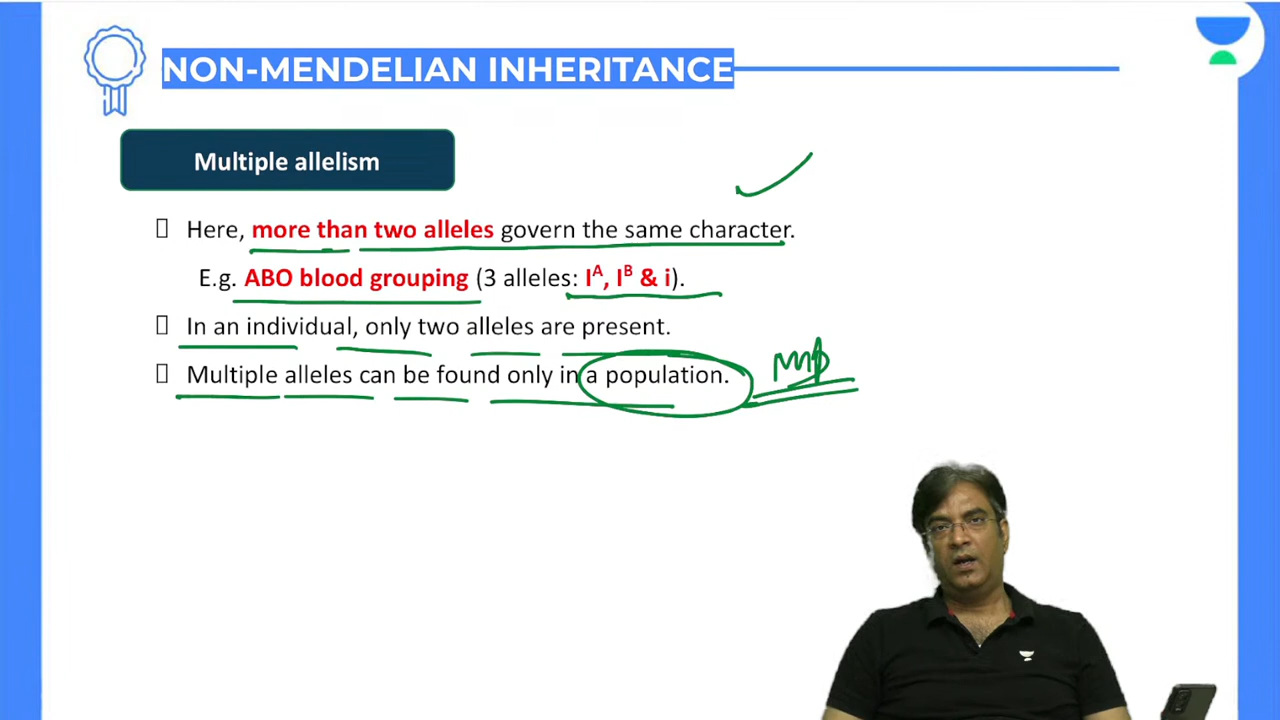 NON-MENDELIAN INHERITANCE
Multiple allelism
Here, more than two alleles govern the same character.
E.g. ABO blood grouping (3 alleles: Iᴬ, Iᴮ & i).
In an individual, only two alleles are present.
Multiple alleles can be found only in a population.